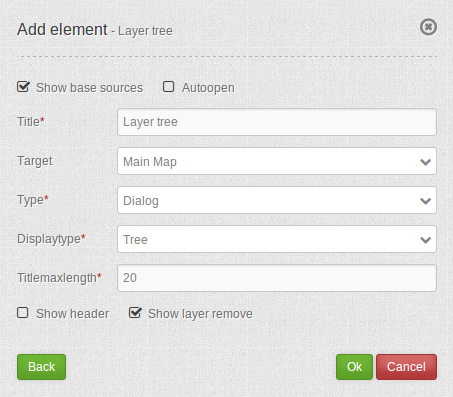 Add element - Layer tree
Show base sources Autoopen
Title* Layer tree
Target Main Map
Type* Dialog
Displaytype* Tree
Titlemaxlength* 20
Show header Show layer remove
Back Ok Cancel